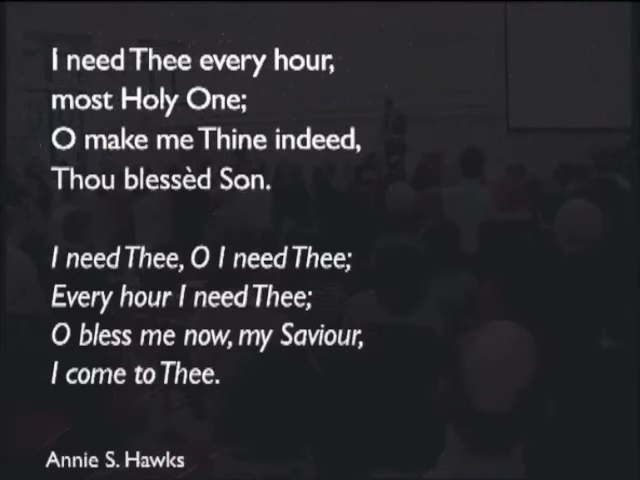 I need Thee every hour,
most Holy One;
O make me Thine indeed,
Thou blessèd Son.
I need Thee, O I need Thee;
Every hour I need Thee;
O bless me now, my Saviour,
I come to Thee.
Annie S. Hawks